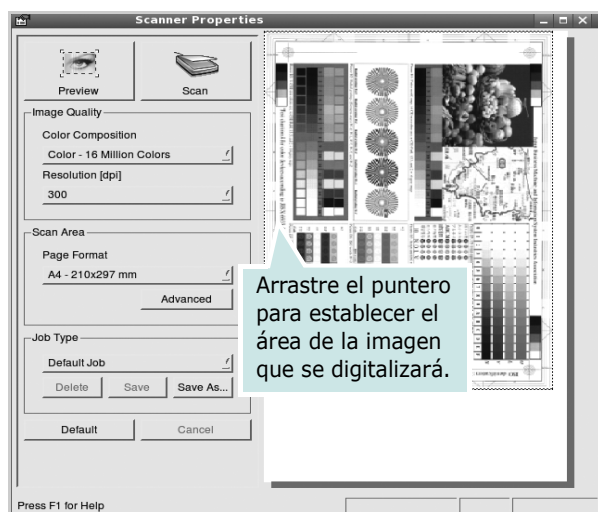 Scanner Properties
Preview
Scan
Image Quality
Color Composition
Color - 16 Million Colors
Resolution [dpi]
300
Scan Area
Page Format
A4 - 210x297 mm
Advanced
Job Type
Default Job
Delete
Save
Save As...
Default
Cancel
Arrastre el puntero
para establecer el
área de la imagen
que se digitalizará.
Press F1 for Help